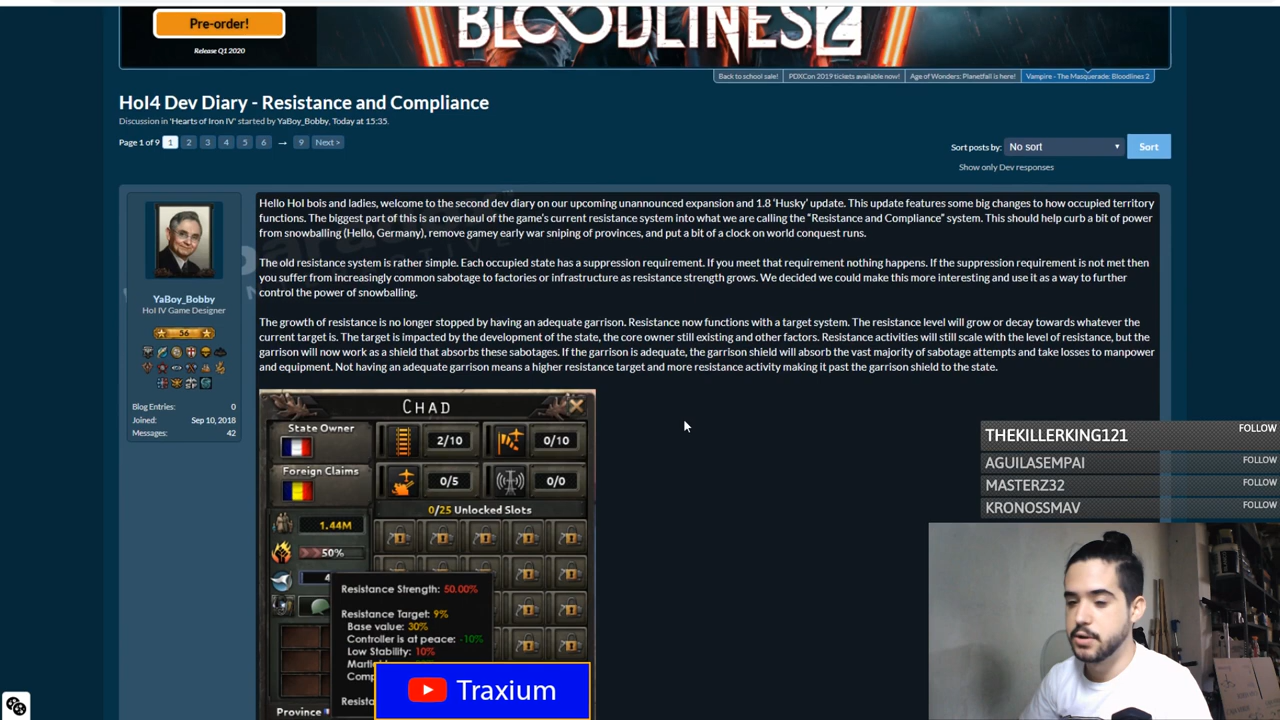 Pre-order!
Release Q1 2020
BLOODLINES 2
Back to school sale!
PDXCon 2019 tickets available now!
Age of Wonders: Planetfall is here!
Vampire - The Masquerade: Bloodlines 2
HoI4 Dev Diary - Resistance and Compliance
Discussion in 'Hearts of Iron IV' started by YaBoy_Bobby, Today at 15:35.
Page 1 of 9 1 2 3 4 5 6 → 9 Next >
Sort posts by: No sort Sort
Show only Dev responses
YaBoy_Bobby
HoI IV Game Designer
56
Blog Entries: 0
Joined: Sep 10, 2018
Messages: 42
Hello HoI bois and ladies, welcome to the second dev diary on our upcoming unannounced expansion and 1.8 ‘Husky’ update. This update features some big changes to how occupied territory
functions. The biggest part of this is an overhaul of the game’s current resistance system into what we are calling the “Resistance and Compliance” system. This should help curb a bit of power
from snowballing (Hello, Germany), remove gamey early war sniping of provinces, and put a bit of a clock on world conquest runs.
The old resistance system is rather simple. Each occupied state has a suppression requirement. If you meet that requirement nothing happens. If the suppression requirement is not met then
you suffer from increasingly common sabotage to factories or infrastructure as resistance strength grows. We decided we could make this more interesting and use it as a way to further
control the power of snowballing.
The growth of resistance is no longer stopped by having an adequate garrison. Resistance now functions with a target system. The resistance level will grow or decay towards whatever the
current target is. The target is impacted by the development of the state, the core owner still existing and other factors. Resistance activities will still scale with the level of resistance, but the
garrison will now work as a shield that absorbs these sabotages. If the garrison is adequate, the garrison shield will absorb the vast majority of sabotage attempts and take losses to manpower
and equipment. Not having an adequate garrison means a higher resistance target and more resistance activity making it past the garrison shield to the state.
CHAD
State Owner
2/10
0/10
Foreign Claims
0/5
0/0
0/25 Unlocked Slots
1.44M
50%
4
Resistance Strength: 50.00%
Resistance Target: 9%
Base value: 30%
Controller is at peace: -10%
Low Stability: 10%
Province
THEKILLERKING121 FOLLOW
AGUILASEMPAI FOLLOW
MASTERZ32 FOLLOW
KRONOSSMAV FOLLOW
Traxium